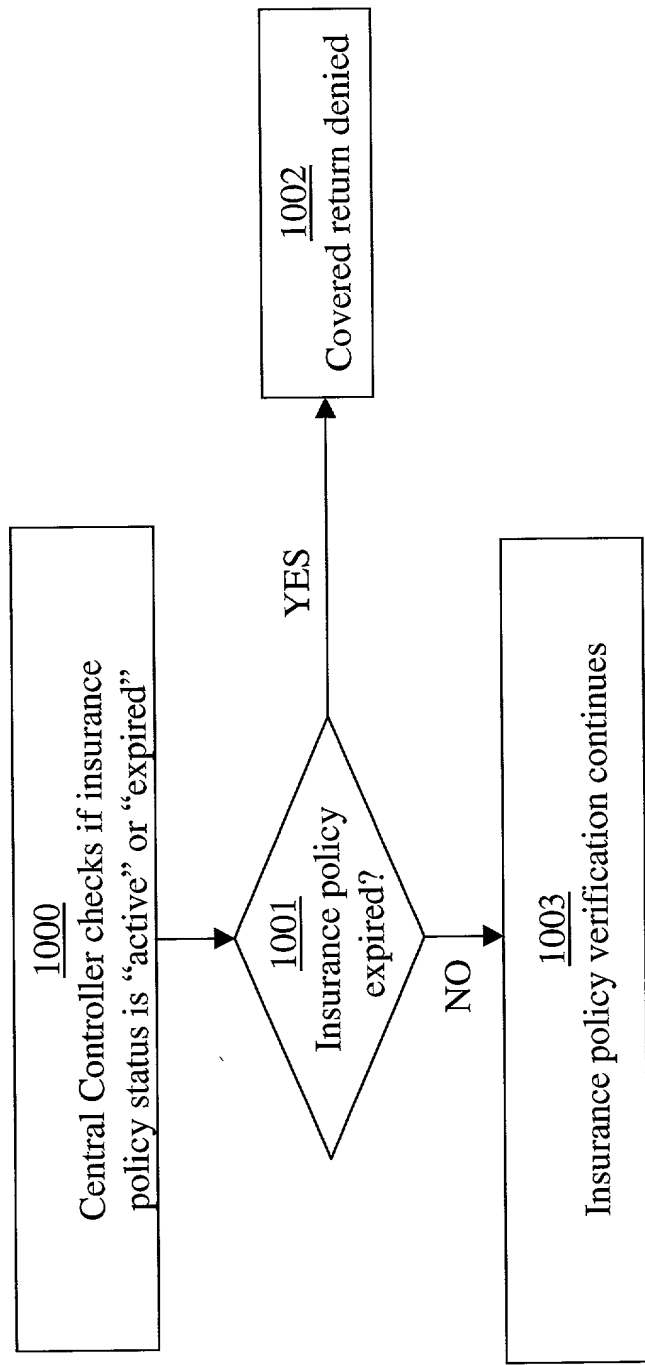 1000
Central Controller checks if insurance
policy status is “active” or “expired”
1001
Insurance policy
expired?
YES
1002
Covered return denied
NO
1003
Insurance policy verification continues